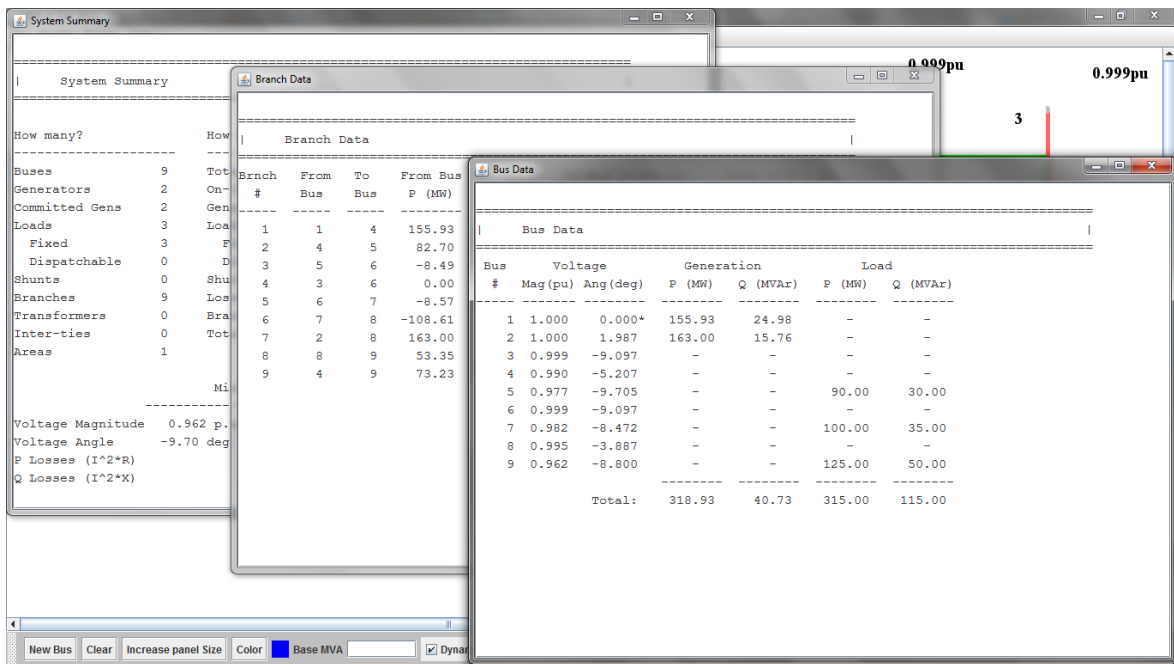 System Summary
0.999pu
0.999pu
3
| System Summary
How many? How
Buses 9 Tot
Generators 2 On-
Committed Gens 2 Gen
Loads 3 Loa
Fixed 3 F
Dispatchable 0 D
Shunts 0 Shu
Branches 9 Los
Transformers 0 Bra
Inter-ties 0 Tot
Areas 1
Mi
Voltage Magnitude 0.962 p.
Voltage Angle -9.70 deg
P Losses (I^2*R)
Q Losses (I^2*X)
Branch Data
| Branch Data |
Brnch From To From Bus
# Bus Bus P (MW)
1 1 4 155.93
2 4 5 82.70
3 5 6 -8.49
4 3 6 0.00
5 6 7 -8.57
6 7 8 -108.61
7 2 8 163.00
8 8 9 53.35
9 4 9 73.23
Bus Data
| Bus Data |
Bus Voltage Generation Load
# Mag(pu) Ang(deg) P (MW) Q (MVAr) P (MW) Q (MVAr)
1 1.000 0.000* 155.93 24.98 - -
2 1.000 1.987 163.00 15.76 - -
3 0.999 -9.097 - - - -
4 0.990 -5.207 - - - -
5 0.977 -9.705 - - 90.00 30.00
6 0.999 -9.097 - - - -
7 0.982 -8.472 - - 100.00 35.00
8 0.995 -3.887 - - - -
9 0.962 -8.800 - - 125.00 50.00
Total: 318.93 40.73 315.00 115.00
New Bus Clear Increase panel Size Color Base MVA Dynar